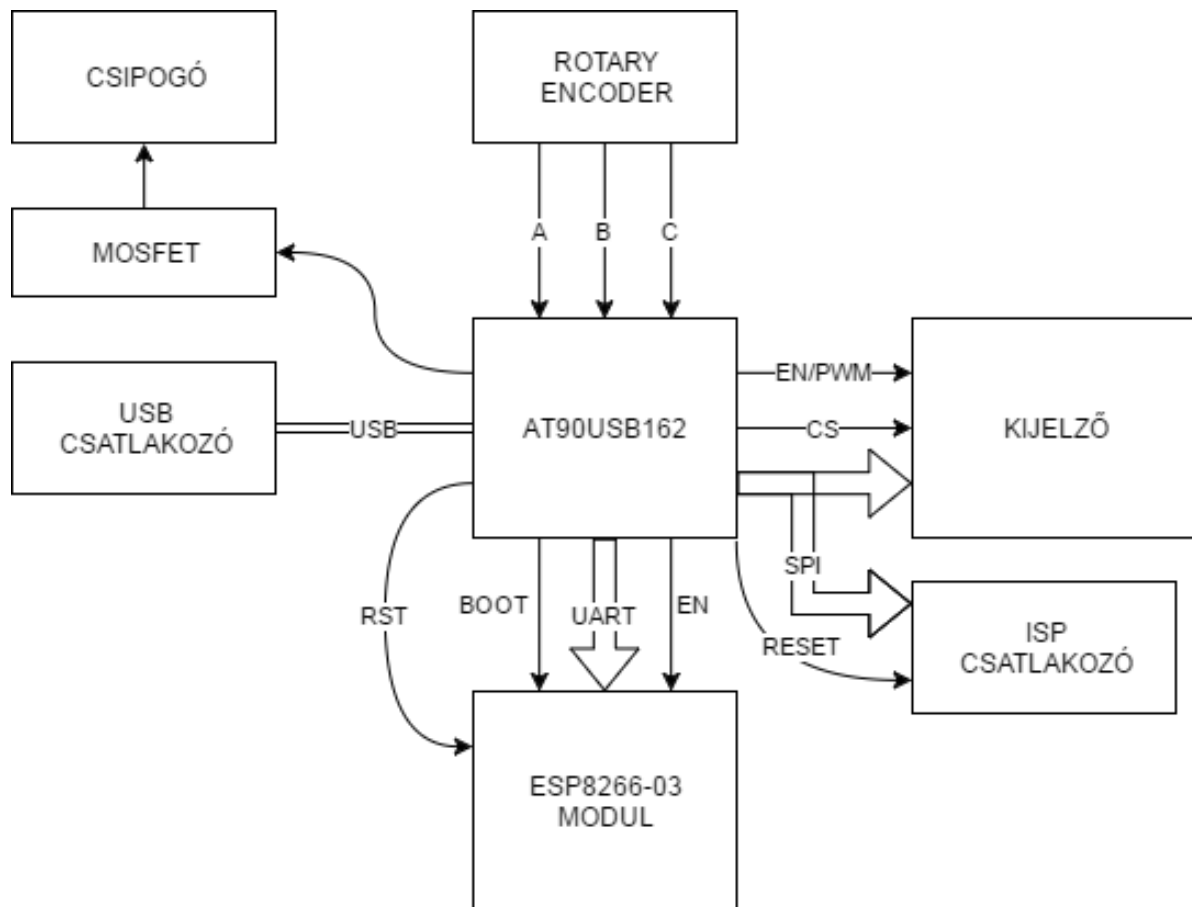 CSIPOGÓ
ROTARY
ENCODER
A
B
C
MOSFET
USB
CSATLAKOZÓ
USB
AT90USB162
EN/PWM
CS
KIJELZŐ
SPI
RST
BOOT
UART
EN
RESET
ISP
CSATLAKOZÓ
ESP8266-03
MODUL